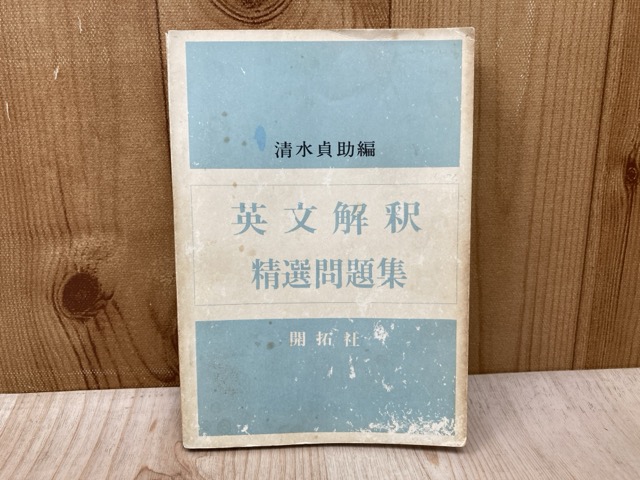 清水貞助編
英文解釈
精選問題集
開拓社